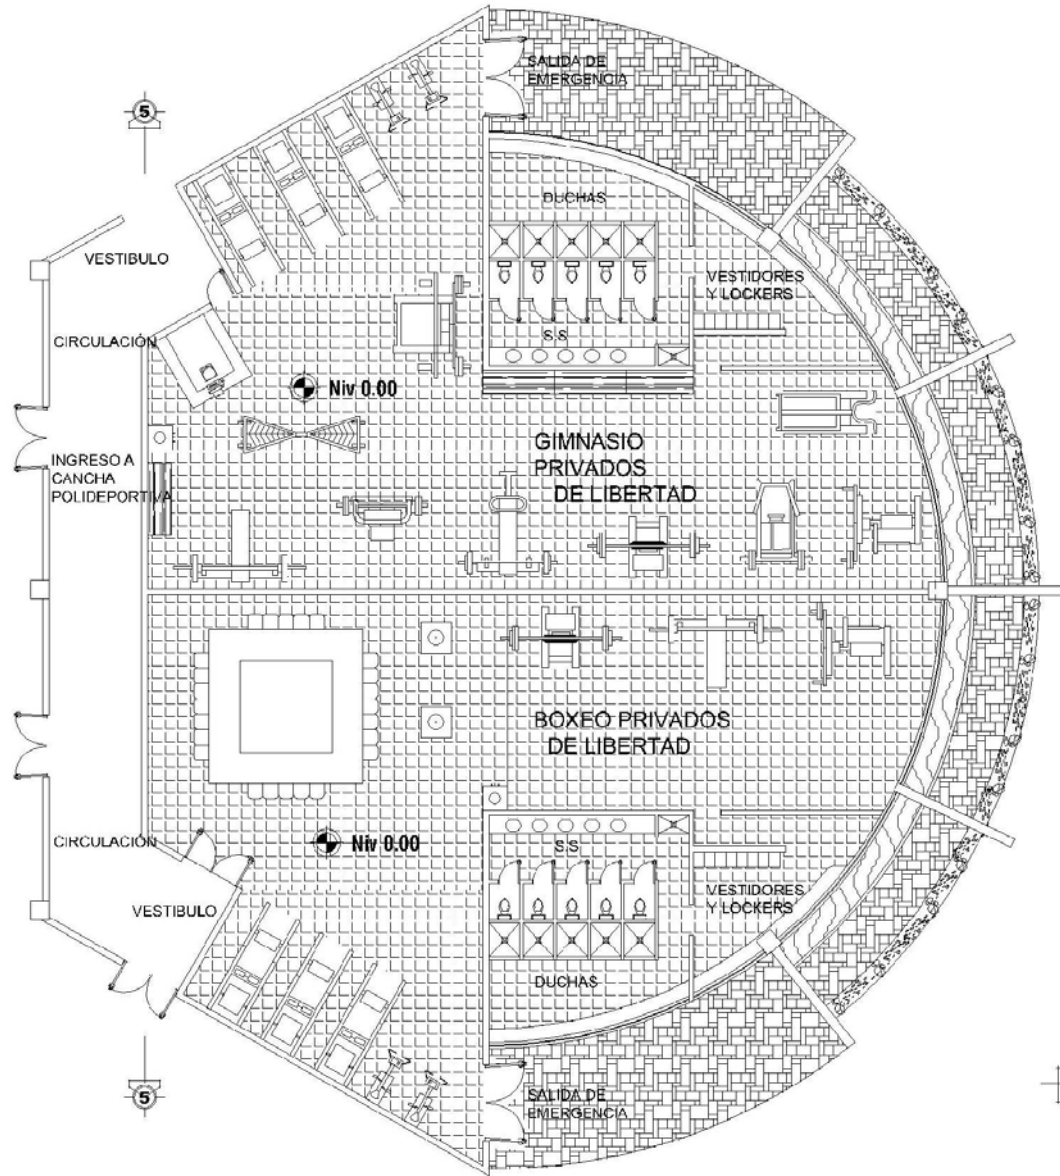 SALIDA DE
EMERGENCIA
5
DUCHAS
VESTIBULO
VESTIDORES
Y LOCKERS
CIRCULACIÓN
S.S
Niv 0.00
GIMNASIO
PRIVADOS
DE LIBERTAD
INGRESO A
CANCHA
POLIDEPORTIVA
BOXEO PRIVADOS
DE LIBERTAD
CIRCULACIÓN
Niv 0.00
S.S
VESTIDORES
Y LOCKERS
VESTIBULO
DUCHAS
5
SALIDA DE
EMERGENCIA